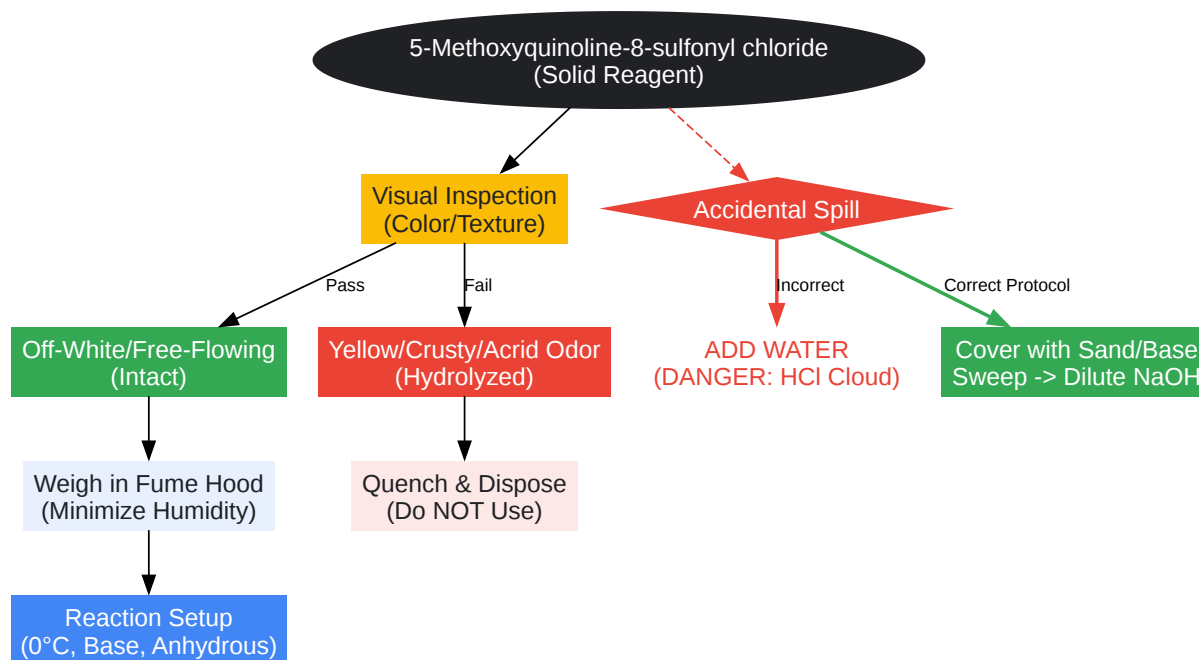 5-Methoxyquinoline-8-sulfonyl chloride
(Solid Reagent)
Visual Inspection
(Color/Texture)
Accidental Spill
Pass
Fail
Incorrect
Correct Protocol
Off-White/Free-Flowing
(Intact)
Yellow/Crusty/Acrid Odor
(Hydrolyzed)
ADD WATER
(DANGER: HCl Cloud)
Cover with Sand/Base
Sweep -> Dilute NaOH
Weigh in Fume Hood
(Minimize Humidity)
Quench & Dispose
(Do NOT Use)
Reaction Setup
(0°C, Base, Anhydrous)